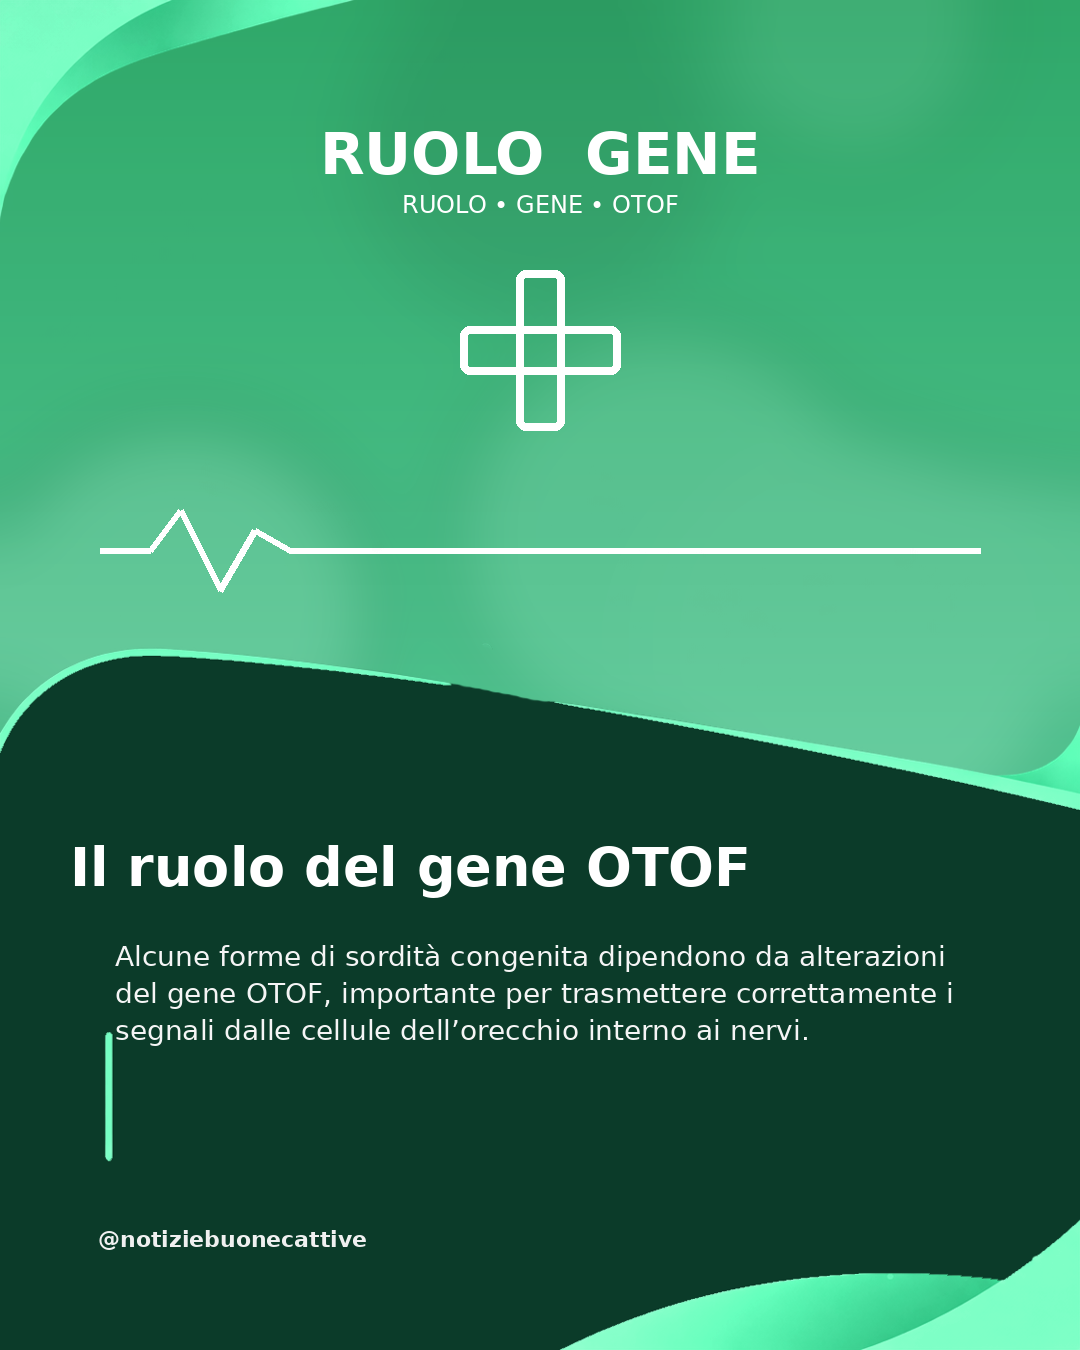 RUOLO  GENE
RUOLO • GENE • OTOF
Il ruolo del gene OTOF
Alcune forme di sordità congenita dipendono da alterazioni
del gene OTOF, importante per trasmettere correttamente i
segnali dalle cellule dell’orecchio interno ai nervi.
@notiziebuonecattive